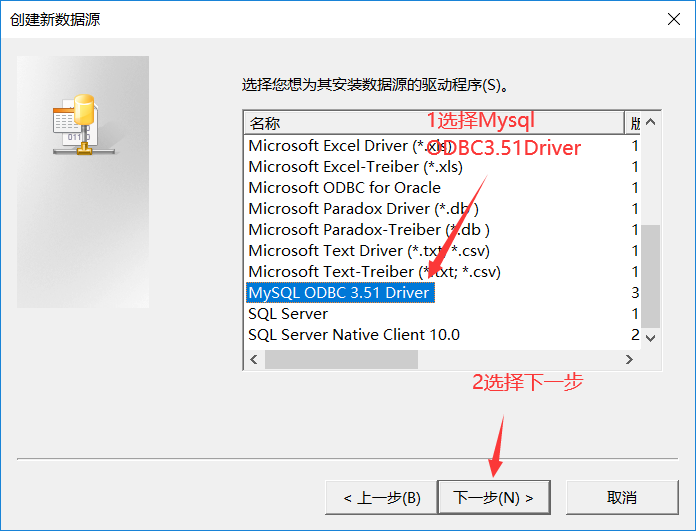 创建新数据源
选择您想为其安装数据源的驱动程序(S)。
1选择Mysql
ODBC3.51Driver
名称 版
Microsoft Excel Driver (*.xls) 1
Microsoft Excel-Treiber (*.xls) 1
Microsoft ODBC for Oracle 1
Microsoft Paradox Driver (*.db ) 1
Microsoft Paradox-Treiber (*.db ) 1
Microsoft Text Driver (*.txt; *.csv) 1
Microsoft Text-Treiber (*.txt; *.csv) 1
MySQL ODBC 3.51 Driver 3
SQL Server 1
SQL Server Native Client 10.0 2
2选择下一步
< 上一步(B) 下一步(N) > 取消